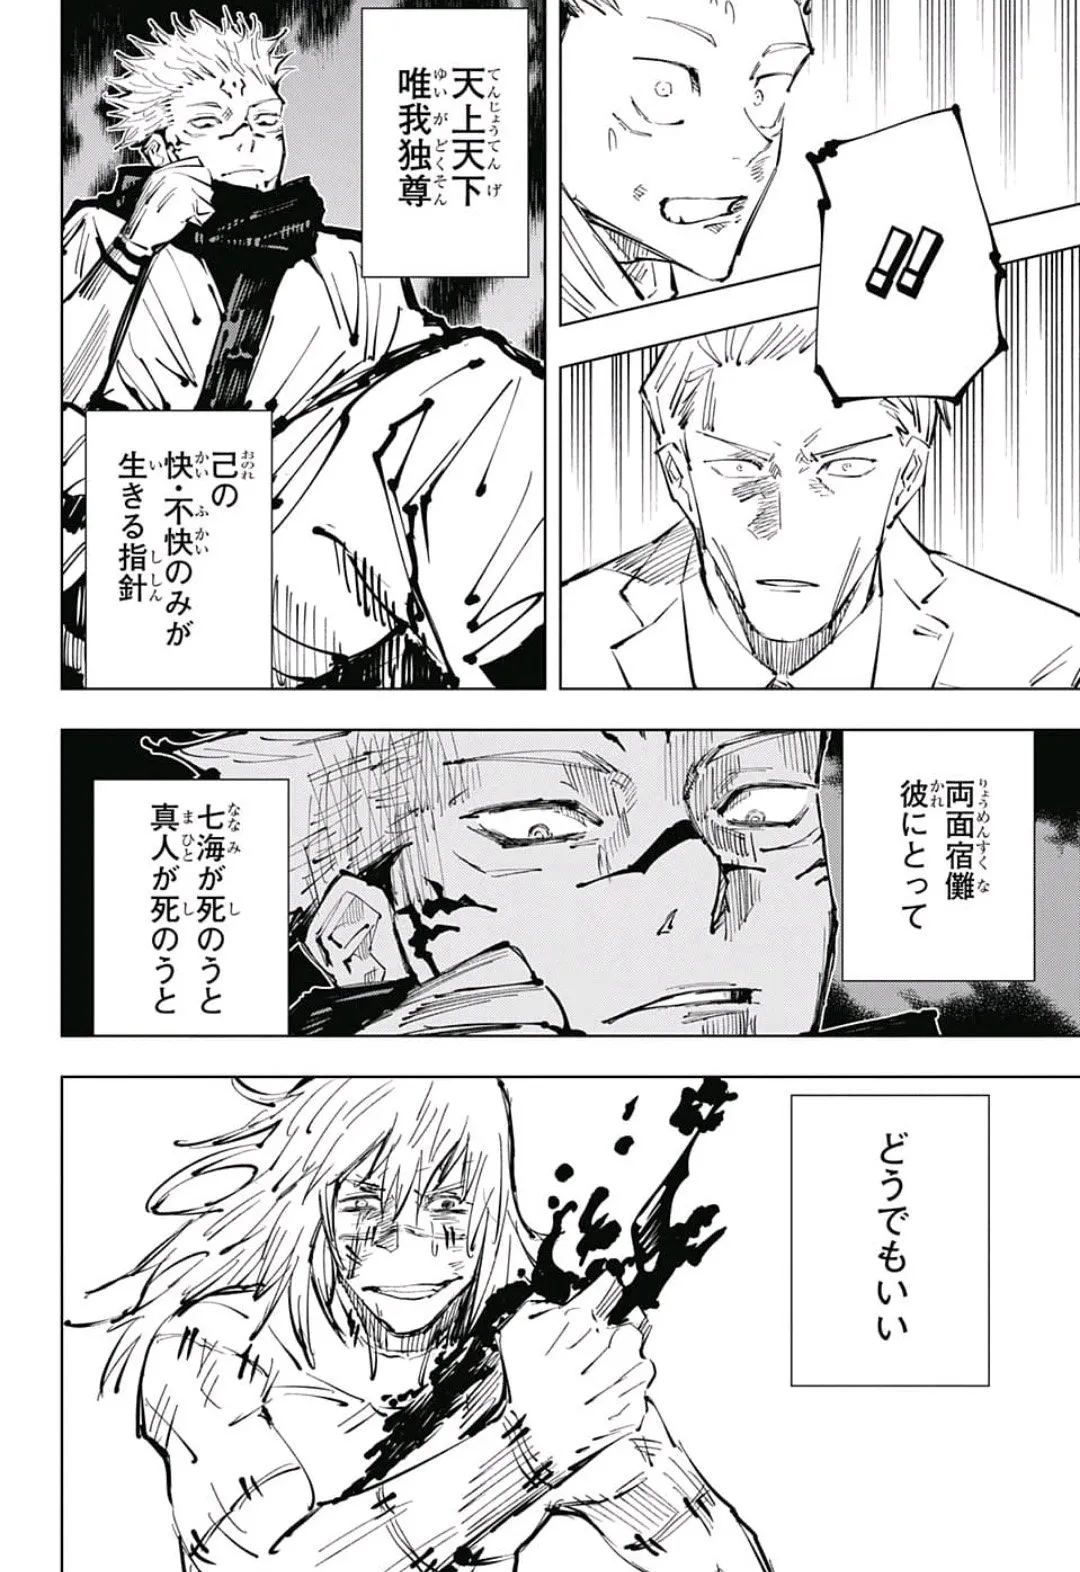 !!
天上天下
唯我独尊
己の
快・不快のみが
生きる指針
両面宿儺
彼にとって
七海が死のうと
真人が死のうと
どうでもいい